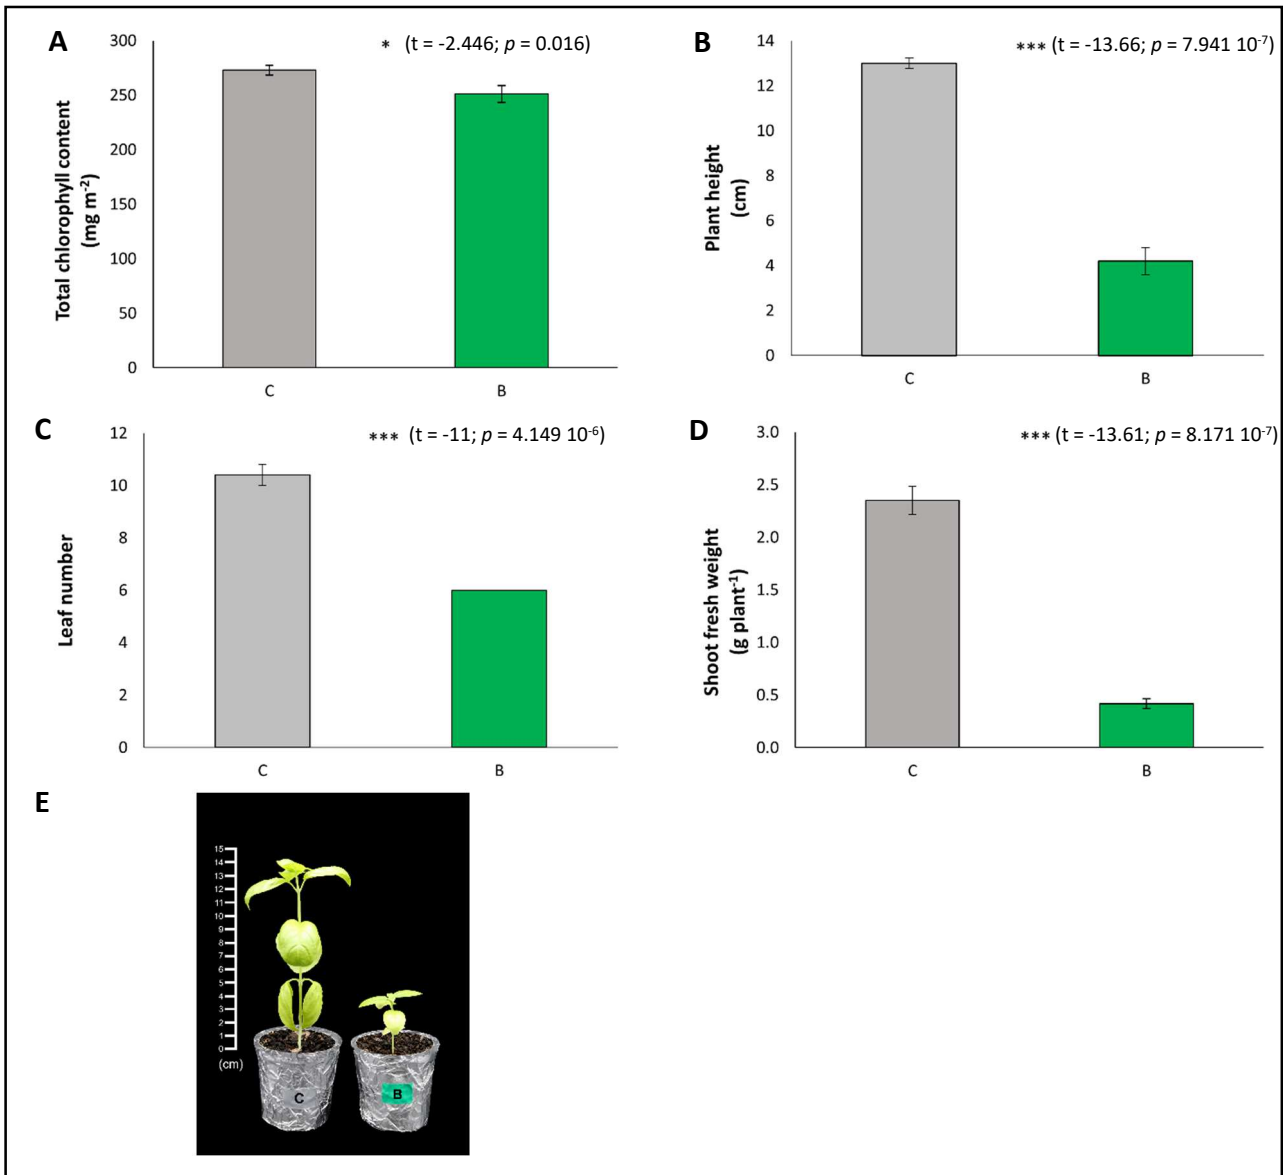 A
* (t = -2.446; p = 0.016)
Total chlorophyll content
(mg m⁻²)
300
250
200
150
100
50
0
C
B
B
*** (t = -13.66; p = 7.941 10⁻⁷)
Plant height
(cm)
14
12
10
8
6
4
2
0
C
B
C
*** (t = -11; p = 4.149 10⁻⁶)
Leaf number
12
10
8
6
4
2
0
C
B
D
*** (t = -13.61; p = 8.171 10⁻⁷)
Shoot fresh weight
(g plant⁻¹)
3.0
2.5
2.0
1.5
1.0
0.5
0.0
C
B
E
15
14
13
12
11
10
9
8
7
6
5
4
3
2
1
0
(cm)
C
B